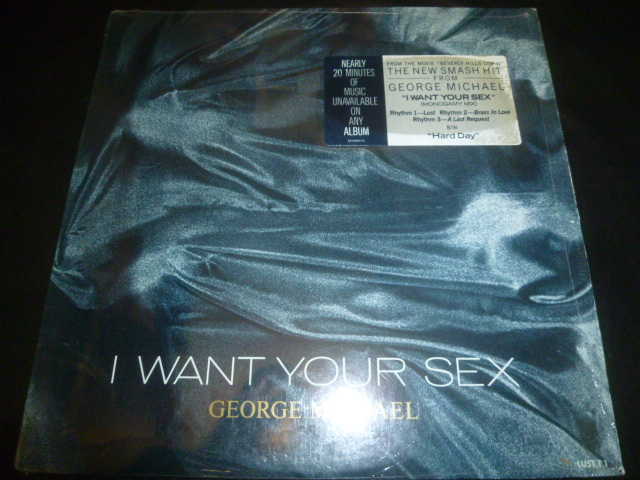 NEARLY
20 MINUTES
OF
MUSIC
UNAVAILABLE
ON
ANY
ALBUM
FROM THE MOVIE "BEVERLY HILLS COP II"
THE NEW SMASH HIT
FROM
GEORGE MICHAEL
"I WANT YOUR SEX"
(MONOGAMY MIX)
Rhythm 1—Lust Rhythm 2—Brass In Love
Rhythm 3—A Last Request
B/W
"Hard Day"
I WANT YOUR SEX
GEORGE MICHAEL
LUST T 1